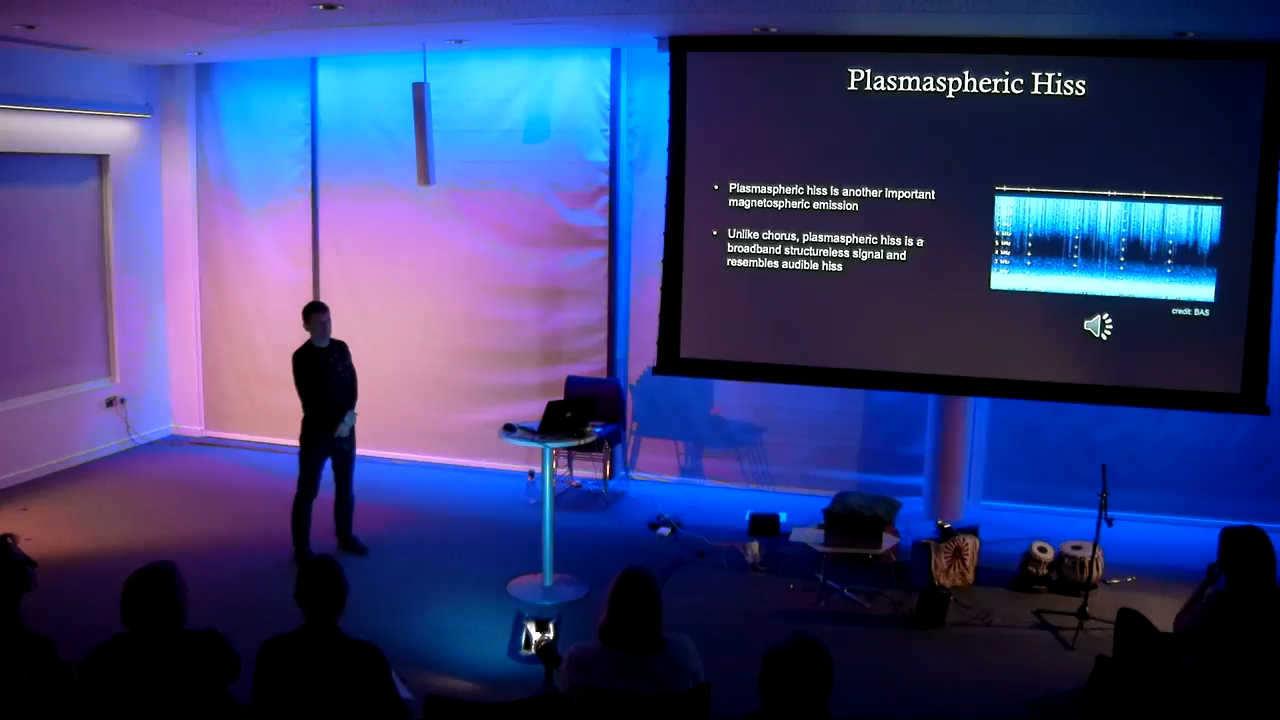 Plasmaspheric Hiss
• Plasmaspheric hiss is another important
magnetospheric emission
• Unlike chorus, plasmaspheric hiss is a
broadband structureless signal and
resembles audible hiss
credit: BAS